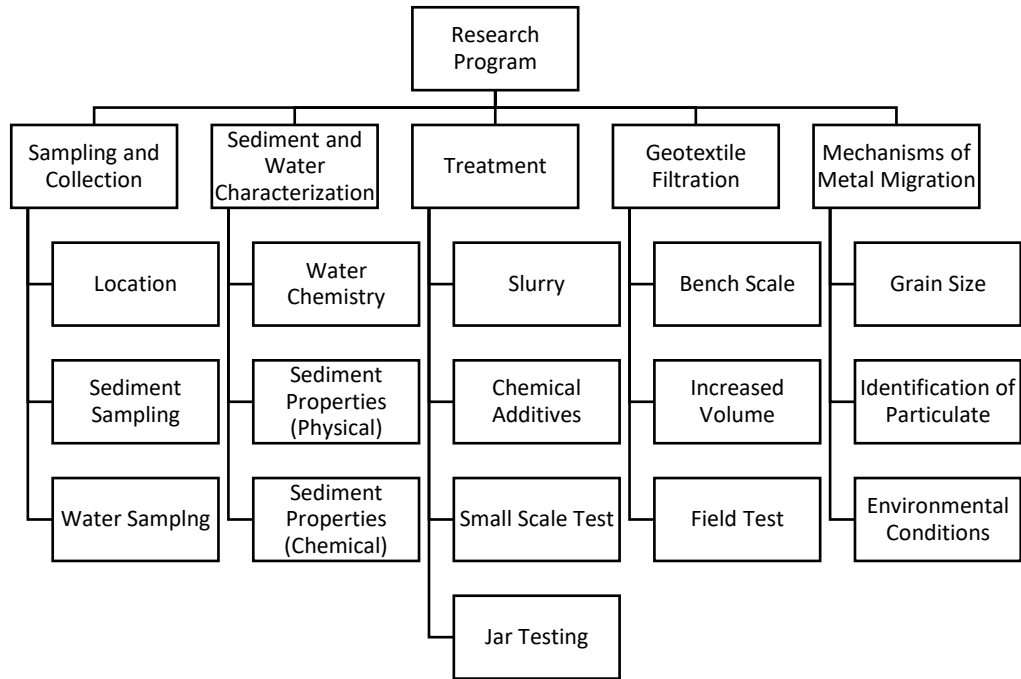 Research
Program
Sampling and
Collection
Sediment and
Water
Characterization
Treatment
Geotextile
Filtration
Mechanisms of
Metal Migration
Location
Sediment
Sampling
Water Samplng
Water
Chemistry
Sediment
Properties
(Physical)
Sediment
Properties
(Chemical)
Slurry
Chemical
Additives
Small Scale Test
Jar Testing
Bench Scale
Increased
Volume
Field Test
Grain Size
Identification of
Particulate
Environmental
Conditions